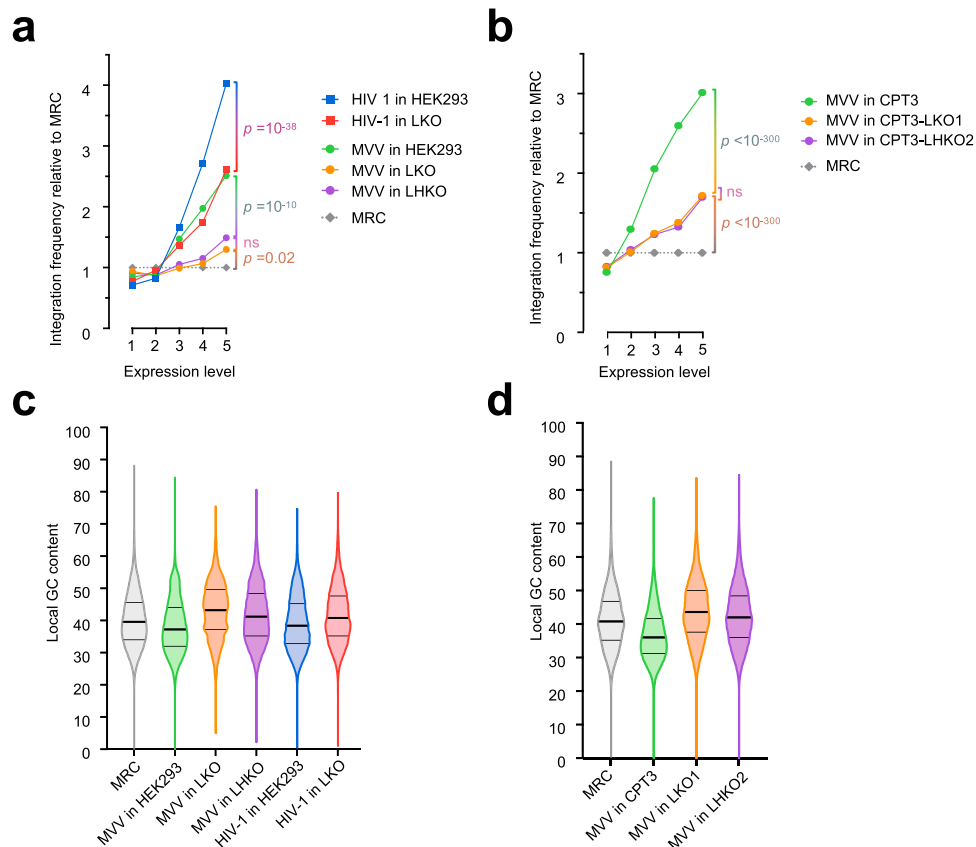 a
Integration frequency relative to MRC
4
3
2
1
0
1 2 3 4 5
Expression level
p =10-38
p =10-10
ns
p =0.02
HIV 1 in HEK293
HIV-1 in LKO
MVV in HEK293
MVV in LKO
MVV in LHKO
MRC
b
Integration frequency relative to MRC
3
2
1
0
1 2 3 4 5
Expression level
p <10-300
ns
p <10-300
MVV in CPT3
MVV in CPT3-LKO1
MVV in CPT3-LHKO2
MRC
c
Local GC content
100
90
80
70
60
50
40
30
20
10
0
MRC
MVV in HEK293
MVV in LKO
MVV in LHKO
HIV-1 in HEK293
HIV-1 in LKO
d
Local GC content
100
90
80
70
60
50
40
30
20
10
0
MRC
MVV in CPT3
MVV in LKO1
MVV in LHKO2